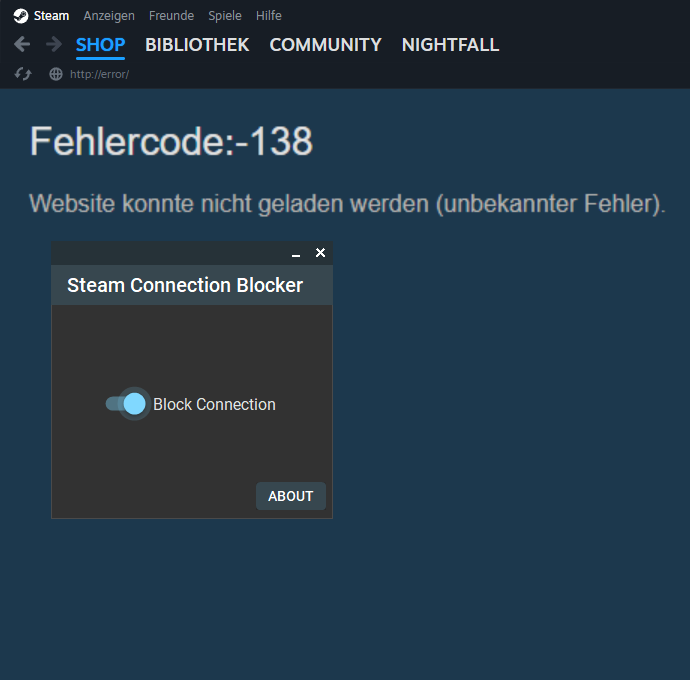 Steam Anzeigen Freunde Spiele Hilfe
SHOP BIBLIOTHEK COMMUNITY NIGHTFALL
http://error/
Fehlercode:-138
Website konnte nicht geladen werden (unbekannter Fehler).
Steam Connection Blocker
Block Connection
ABOUT